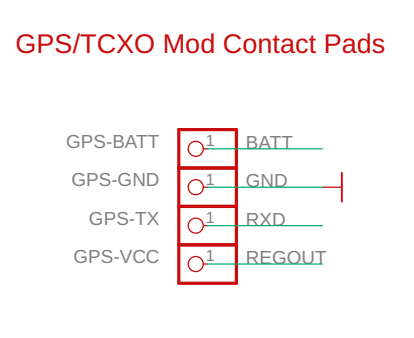 GPS/TCXO Mod Contact Pads
GPS-BATT 1 BATT
GPS-GND 1 GND
GPS-TX 1 RXD
GPS-VCC 1 REGOUT